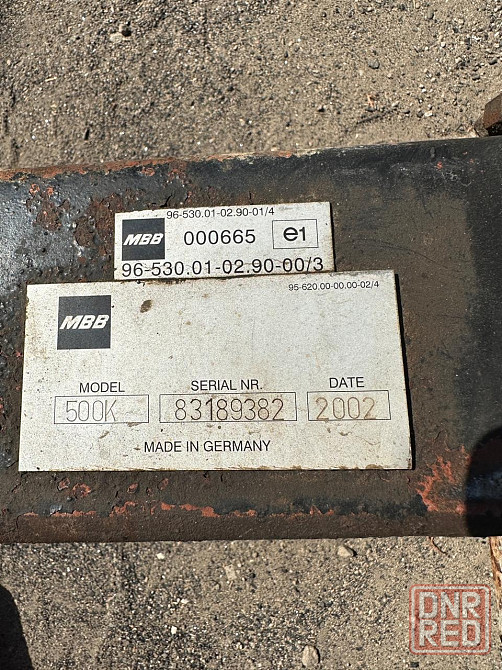 96-530.01-02.90-01/4
MBB 000665 e1
96-530.01-02.90-00/3
95-620.00-00.00-02/4
MBB
MODEL SERIAL NR. DATE
500K 83189382 2002
MADE IN GERMANY
DNR
RED